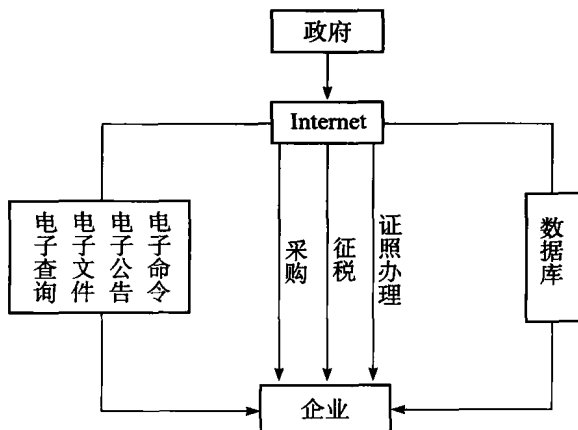 政府
Internet
电子查询
电子文件
电子公告
电子命令
采购
征税
证照办理
数据库
企业